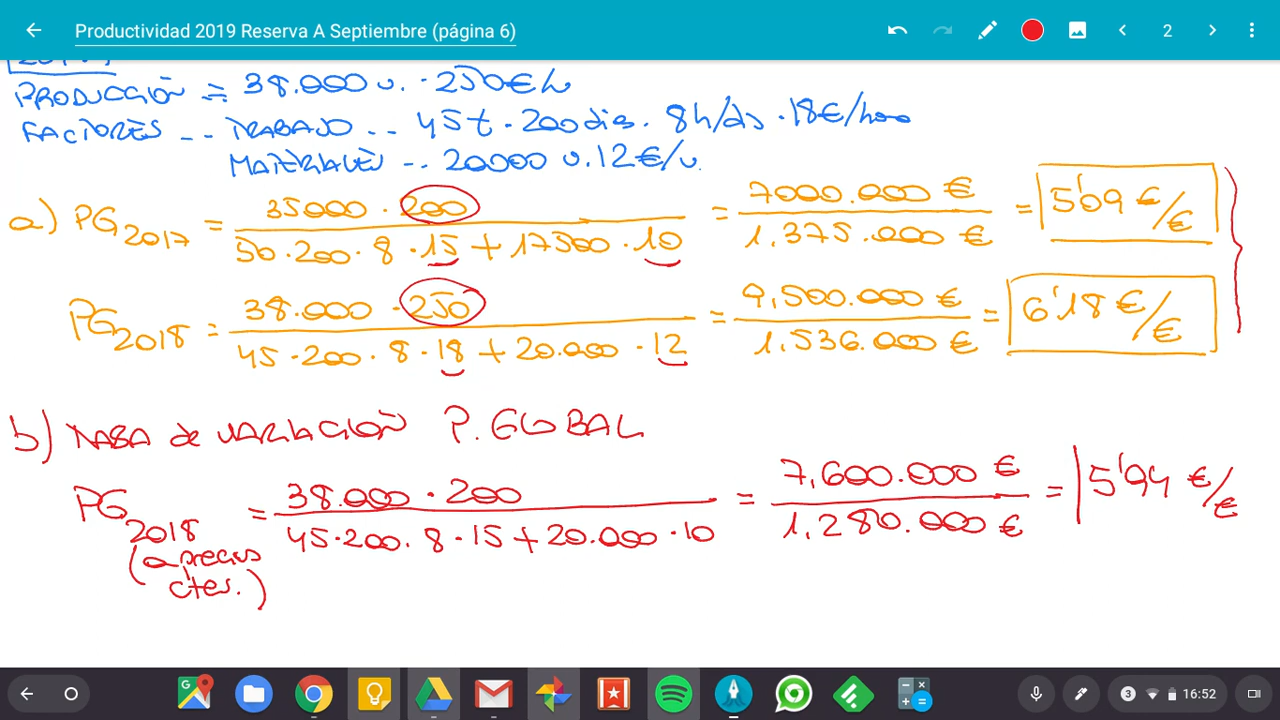 Productividad 2019 Reserva A Septiembre (página 6)
2
PRODUCCIÓN = 38.000 u. · 250€/u
FACTORES -- TRABAJO -- 45t · 200 días · 8h/día · 18€/hora
MATERIALES -- 20000 u. 12€/u.
a) PG2017 = 35000 · 200 / 50·200·8·15 + 17500·10 = 7000.000 € / 1.375.000 € = 5'09 €/€
PG2018 = 38.000 · 250 / 45·200·8·18 + 20.000·12 = 9,500.000 € / 1.536.000 € = 6'18 €/€
b) TASA de VARIACIÓN P. GLOBAL
PG2018 = 38.000 · 200 / 45·200·8·15 + 20.000·10 = 7,600.000 € / 1.280.000 € = 5'94 €/€
(a precios
ctes.)
3 16:52